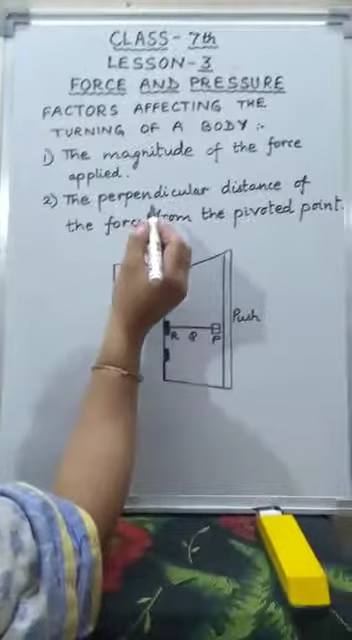 CLASS - 7th
LESSON - 3
FORCE AND PRESSURE
FACTORS AFFECTING THE
TURNING OF A BODY :-
1) The magnitude of the force
applied.
2) The perpendicular distance of
the force from the pivoted point.
Push
R Q P